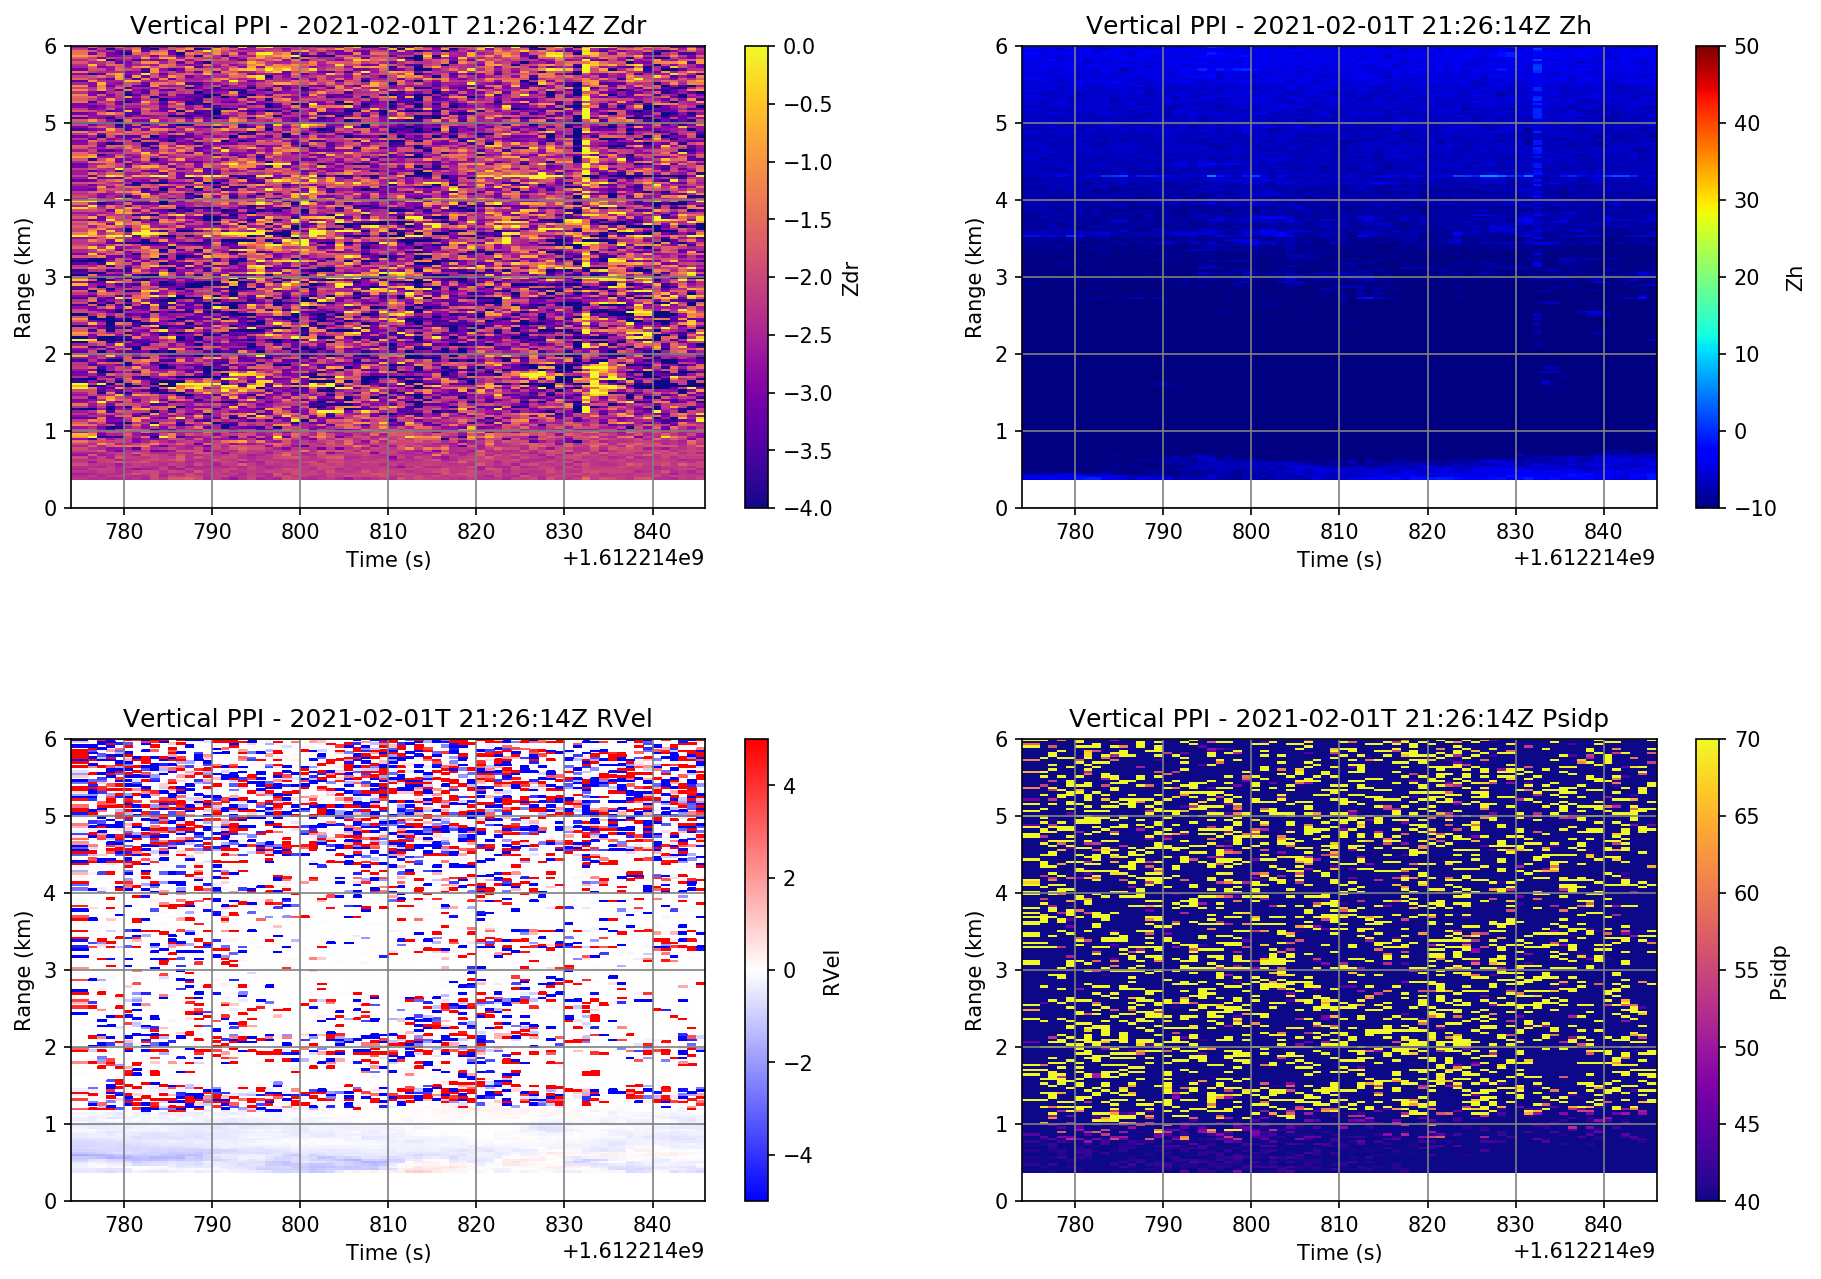 Vertical PPI - 2021-02-01T 21:26:14Z Zdr
6
5
4
3
2
1
0
Range (km)
780 790 800 810 820 830 840
Time (s)
+1.612214e9
0.0
−0.5
−1.0
−1.5
−2.0
−2.5
−3.0
−3.5
−4.0
Zdr
Vertical PPI - 2021-02-01T 21:26:14Z Zh
6
5
4
3
2
1
0
Range (km)
780 790 800 810 820 830 840
Time (s)
+1.612214e9
50
40
30
20
10
0
−10
Zh
Vertical PPI - 2021-02-01T 21:26:14Z RVel
6
5
4
3
2
1
0
Range (km)
780 790 800 810 820 830 840
Time (s)
+1.612214e9
4
2
0
−2
−4
RVel
Vertical PPI - 2021-02-01T 21:26:14Z Psidp
6
5
4
3
2
1
0
Range (km)
780 790 800 810 820 830 840
Time (s)
+1.612214e9
70
65
60
55
50
45
40
Psidp